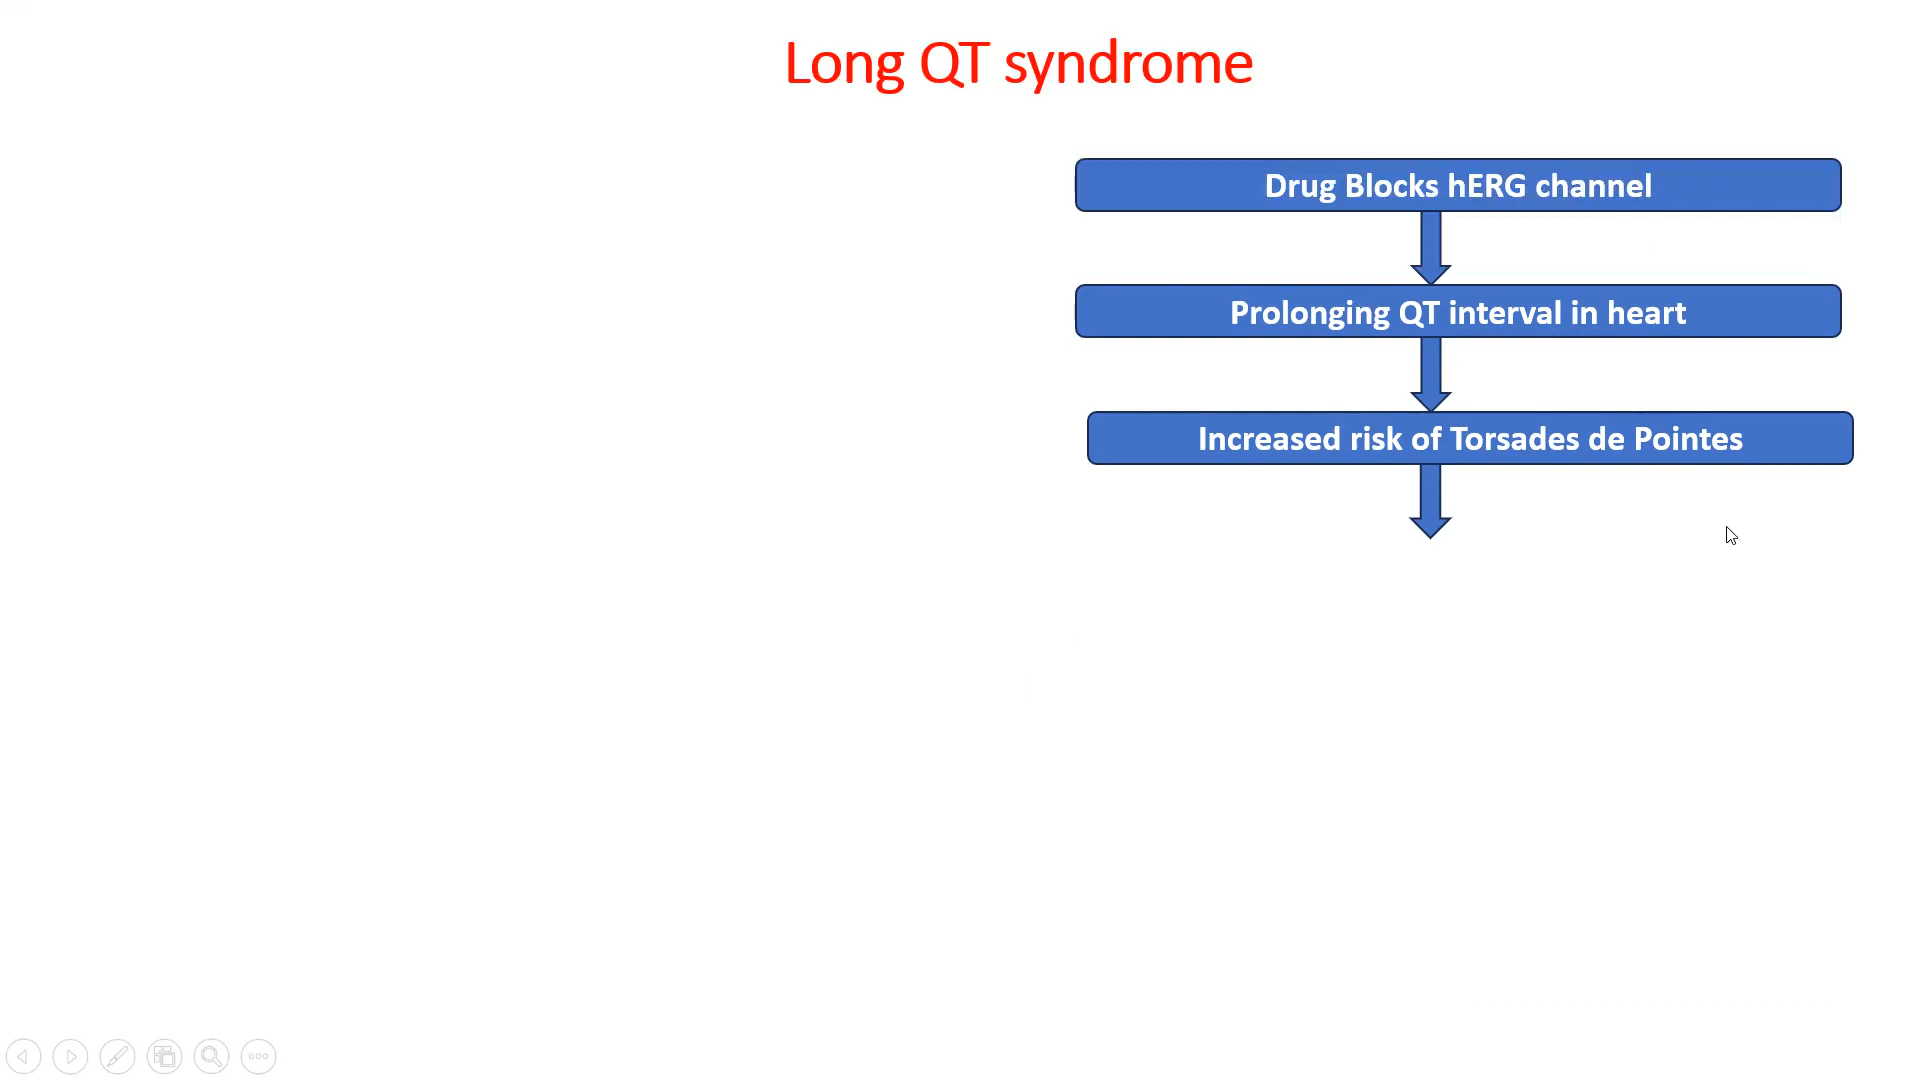 Long QT syndrome
Drug Blocks hERG channel
Prolonging QT interval in heart
Increased risk of Torsades de Pointes